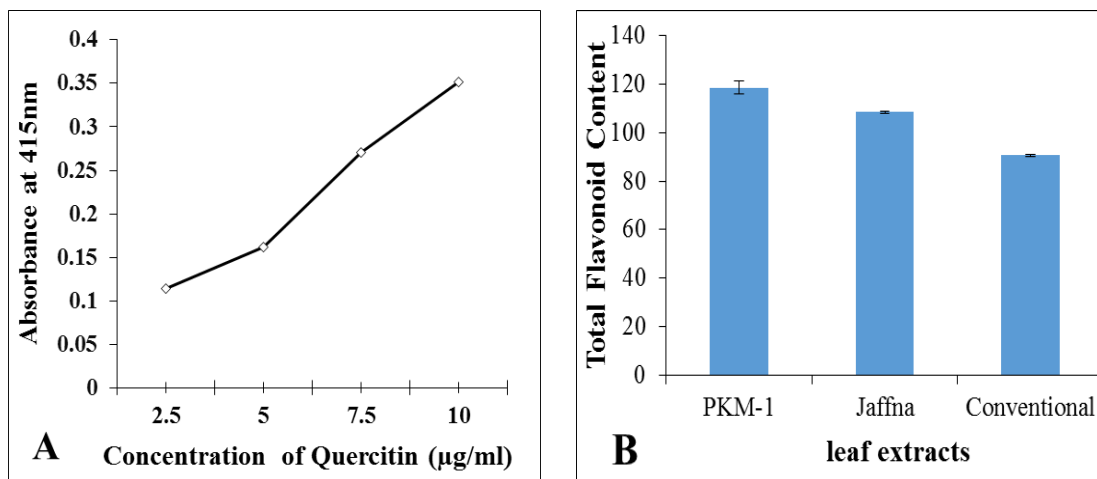 0.4
0.35
0.3
0.25
0.2
0.15
0.1
0.05
0
Absorbance at 415nm
2.5 5 7.5 10
Concentration of Quercitin (µg/ml)
A
140
120
100
80
60
40
20
0
Total Flavonoid Content
PKM-1 Jaffna Conventional
leaf extracts
B